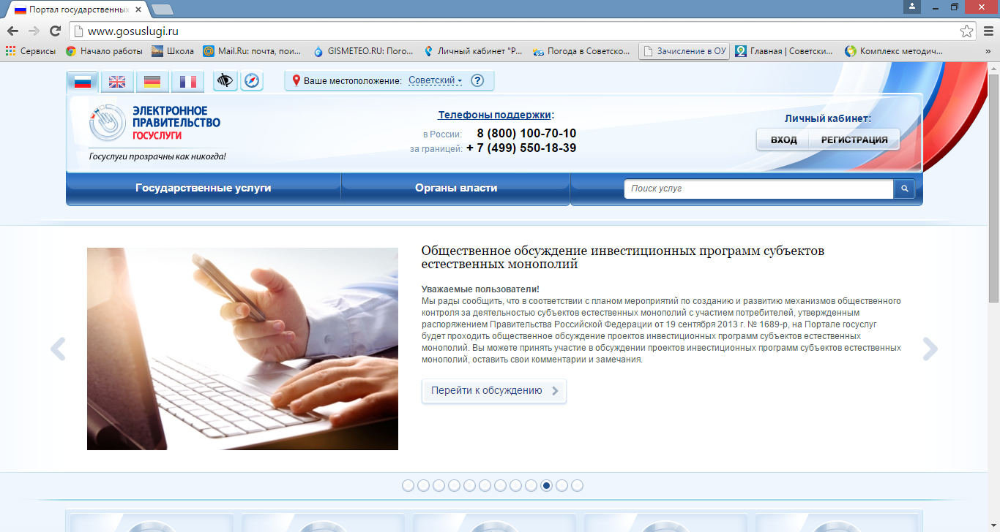 Портал государственных
www.gosuslugi.ru
Сервисы Начало работы Школа Mail.Ru: почта, пои... GISMETEO.RU: Пого... Личный кабинет "Р... Погода в Советско... Зачисление в ОУ Главная | Советски... Комплекс методич... »
Ваше местоположение: Советский ?
ЭЛЕКТРОННОЕ
ПРАВИТЕЛЬСТВО
ГОСУСЛУГИ
Госуслуги прозрачны как никогда!
Телефоны поддержки:
в России: 8 (800) 100-70-10
за границей: + 7 (499) 550-18-39
Личный кабинет:
ВХОД РЕГИСТРАЦИЯ
Государственные услуги Органы власти Поиск услуг
Общественное обсуждение инвестиционных программ субъектов
естественных монополий
Уважаемые пользователи!
Мы рады сообщить, что в соответствии с планом мероприятий по созданию и развитию механизмов общественного
контроля за деятельностью субъектов естественных монополий с участием потребителей, утвержденным
распоряжением Правительства Российской Федерации от 19 сентября 2013 г. № 1689-р, на Портале госуслуг
будет проходить общественное обсуждение проектов инвестиционных программ субъектов естественных
монополий. Вы можете принять участие в обсуждении проектов инвестиционных программ субъектов естественных
монополий, оставить свои комментарии и замечания.
Перейти к обсуждению